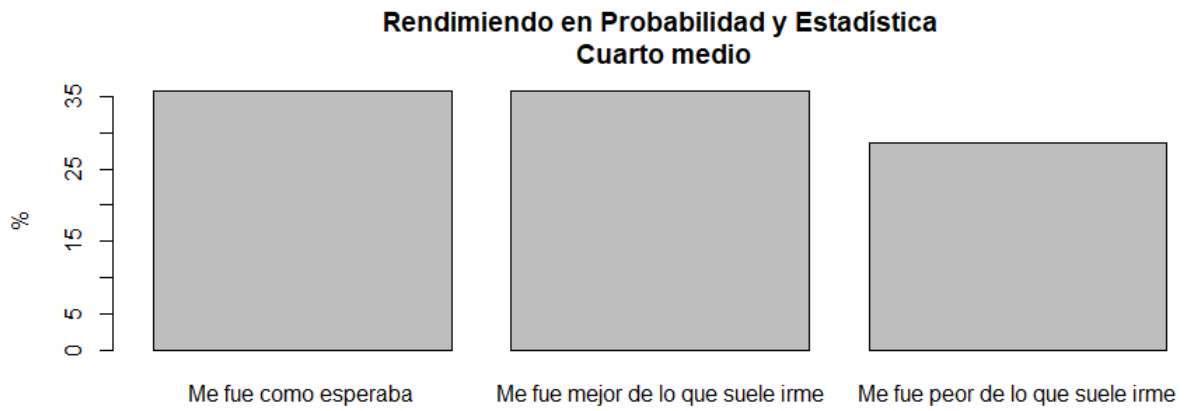 Rendimiendo en Probabilidad y Estadística
Cuarto medio
35
25
15
5
0
%
Me fue como esperaba
Me fue mejor de lo que suele irme
Me fue peor de lo que suele irme